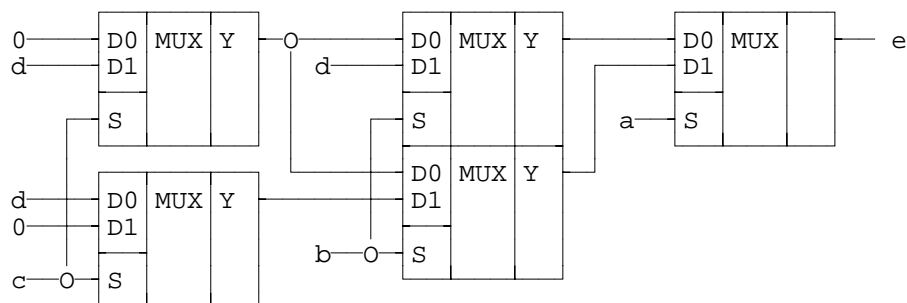 0 D0 MUX Y D0 MUX Y D0 MUX e
d D1 d D1 D1
S S a S
D0 MUX Y
d D0 MUX Y D1
0 D1
b S
c S